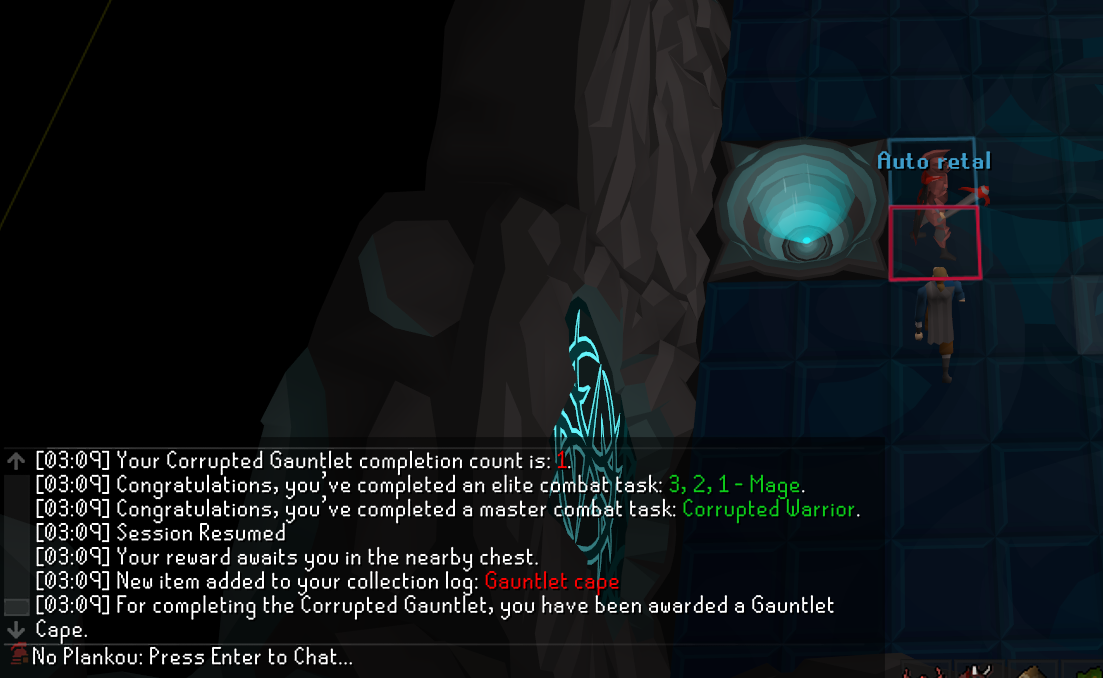 Auto retal
[03:09] Your Corrupted Gauntlet completion count is: 1.
[03:09] Congratulations, you've completed an elite combat task: 3, 2, 1 - Mage.
[03:09] Congratulations, you've completed a master combat task: Corrupted Warrior.
[03:09] Session Resumed
[03:09] Your reward awaits you in the nearby chest.
[03:09] New item added to your collection log: Gauntlet cape
[03:09] For completing the Corrupted Gauntlet, you have been awarded a Gauntlet
Cape.
No Plankou: Press Enter to Chat...